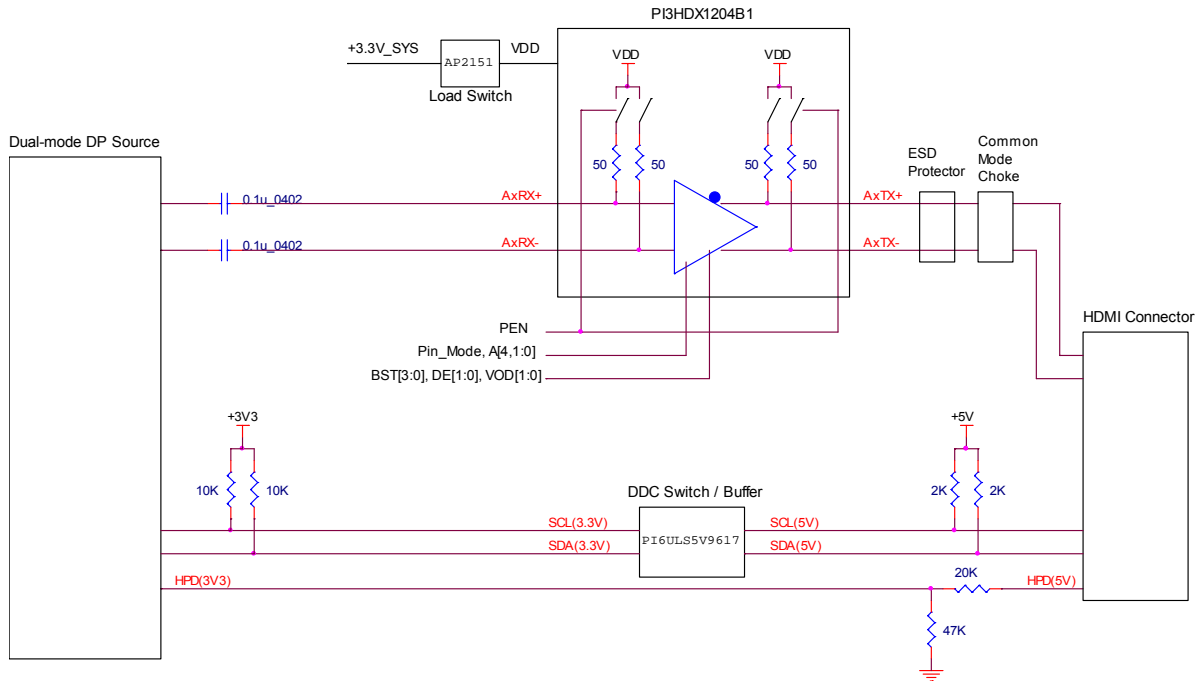 PI3HDX1204B1
+3.3V_SYS
AP2151
VDD
Load Switch
VDD
VDD
Dual-mode DP Source
50
50
50
50
ESD
Protector
Common
Mode
Choke
0.1u_0402
AxRX+
AxTX+
0.1u_0402
AxRX-
AxTX-
PEN
Pin_Mode, A[4,1:0]
BST[3:0], DE[1:0], VOD[1:0]
HDMI Connector
+3V3
+5V
10K
10K
2K
2K
DDC Switch / Buffer
SCL(3.3V)
PI6ULS5V9617
SCL(5V)
SDA(3.3V)
SDA(5V)
HPD(3V3)
20K
HPD(5V)
47K